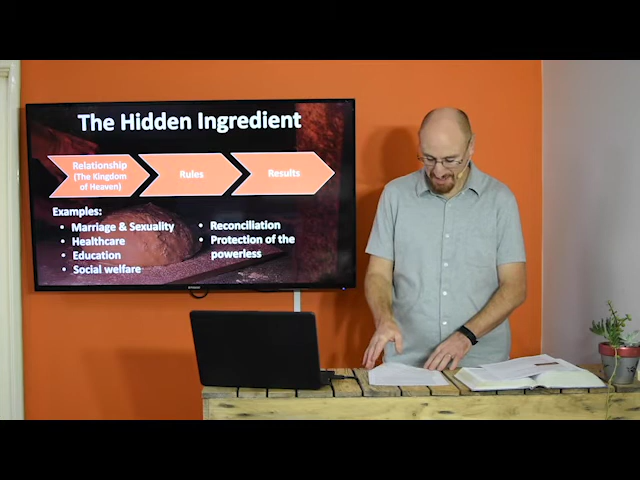 The Hidden Ingredient
Relationship
(The Kingdom
of Heaven)
Rules
Results
Examples:
• Marriage & Sexuality
• Healthcare
• Education
• Social welfare
• Reconciliation
• Protection of the
powerless